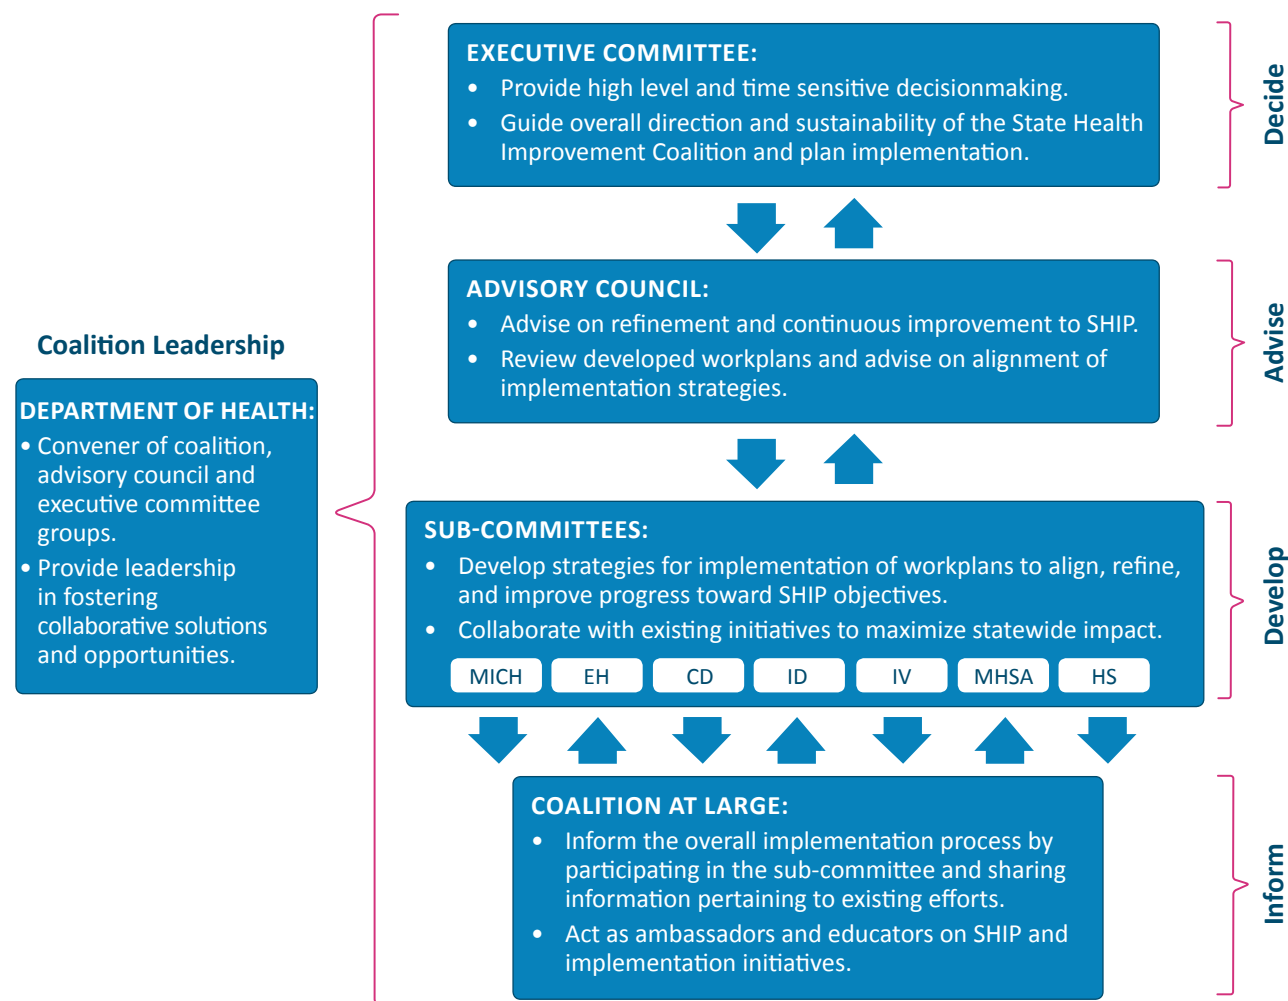 Coalition Leadership
DEPARTMENT OF HEALTH:
• Convener of coalition,
advisory council and
executive committee
groups.
• Provide leadership
in fostering
collaborative solutions
and opportunities.
EXECUTIVE COMMITTEE:
• Provide high level and time sensitive decisionmaking.
• Guide overall direction and sustainability of the State Health
Improvement Coalition and plan implementation.
Decide
ADVISORY COUNCIL:
• Advise on refinement and continuous improvement to SHIP.
• Review developed workplans and advise on alignment of
implementation strategies.
Advise
SUB-COMMITTEES:
• Develop strategies for implementation of workplans to align, refine,
and improve progress toward SHIP objectives.
• Collaborate with existing initiatives to maximize statewide impact.
MICH EH CD ID IV MHSA HS
Develop
COALITION AT LARGE:
• Inform the overall implementation process by
participating in the sub-committee and sharing
information pertaining to existing efforts.
• Act as ambassadors and educators on SHIP and
implementation initiatives.
Inform